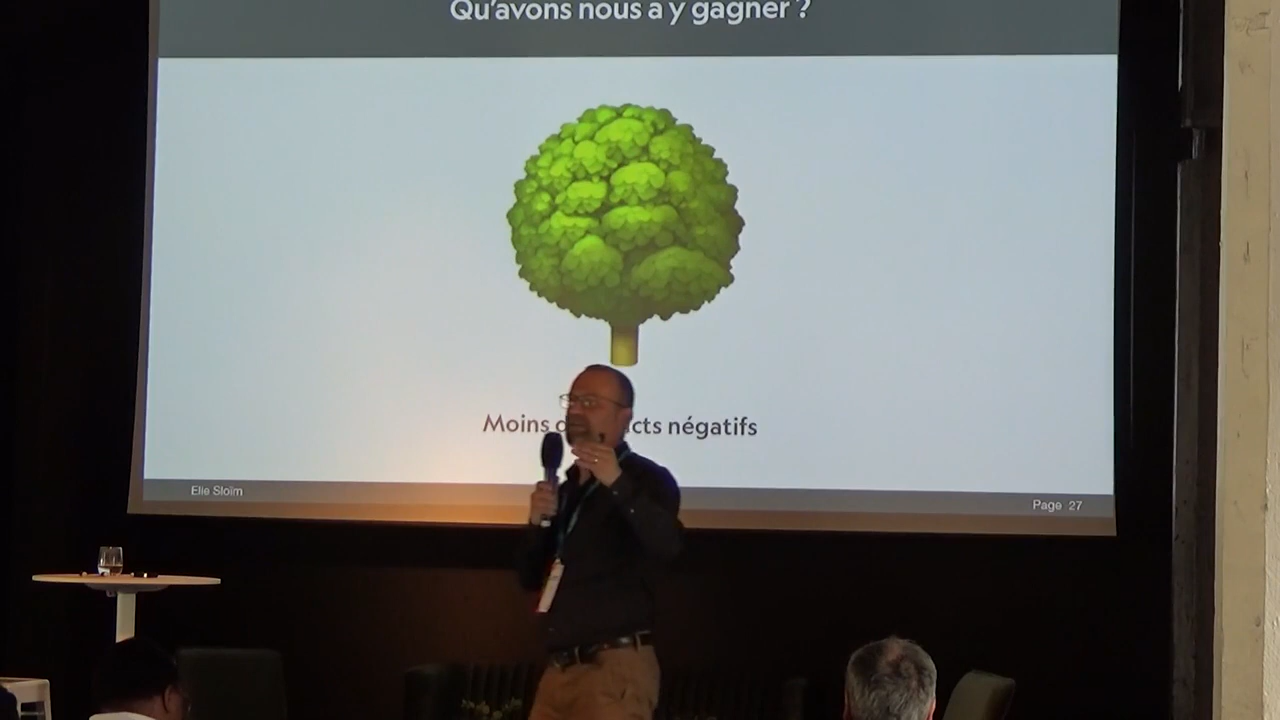 Qu'avons nous a y gagner ?
Moins d cts négatifs
Elie Sloïm
Page 27